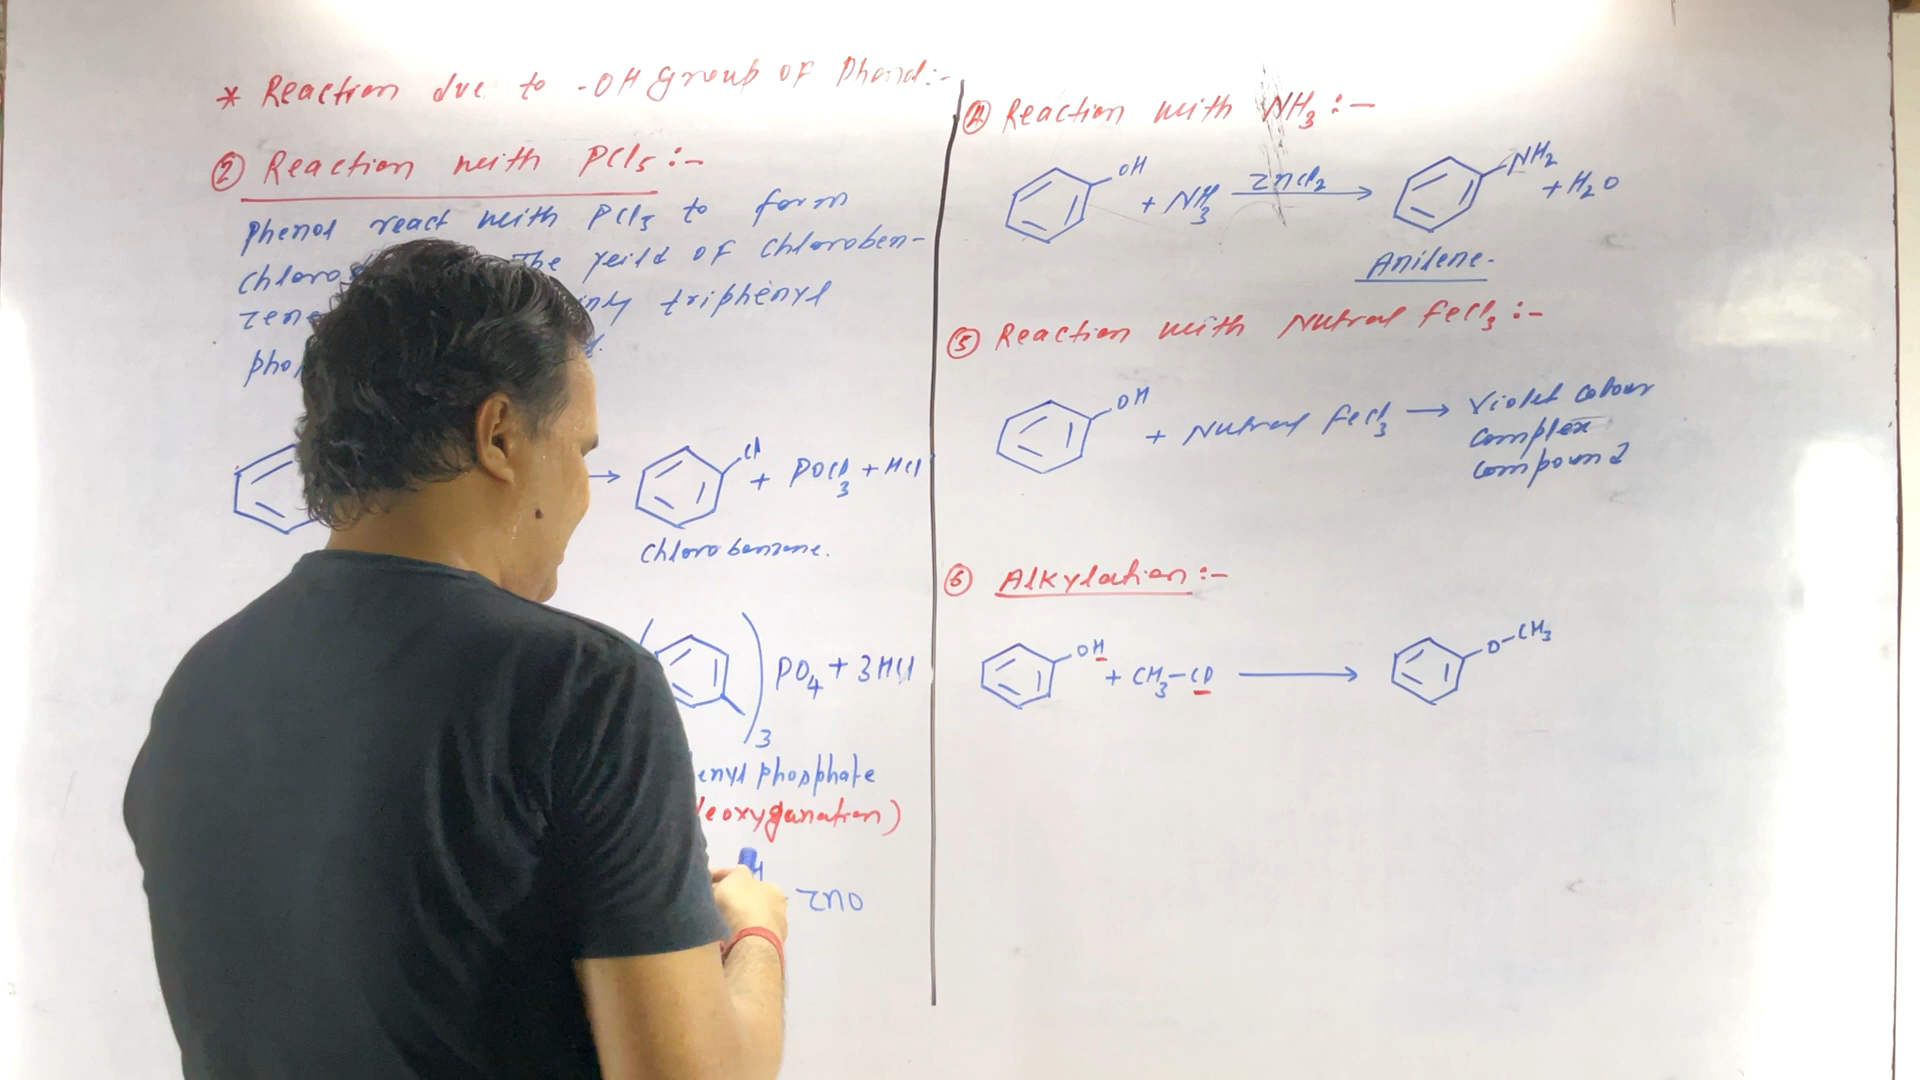 * Reaction due to -OH group of Phenol:-
② Reaction with PCl5 :-
Phenol react with PCl5 to form
chloro The yeild of Chloroben-
zene triphenyl
Cl
+ POCl3 + HCl
Chlorobenzene.
( )3 PO4 + 3HCl
phosphate
ZnO
④ Reaction with NH3 :-
OH + NH3 ZnCl2 → NH2 + H2O
Anilene.
⑤ Reaction with Nutral FeCl3 :-
OH + Nutral FeCl3 → Violet colour
complex
compound
⑥ Alkylation :-
OH + CH3-Cl → O-CH3